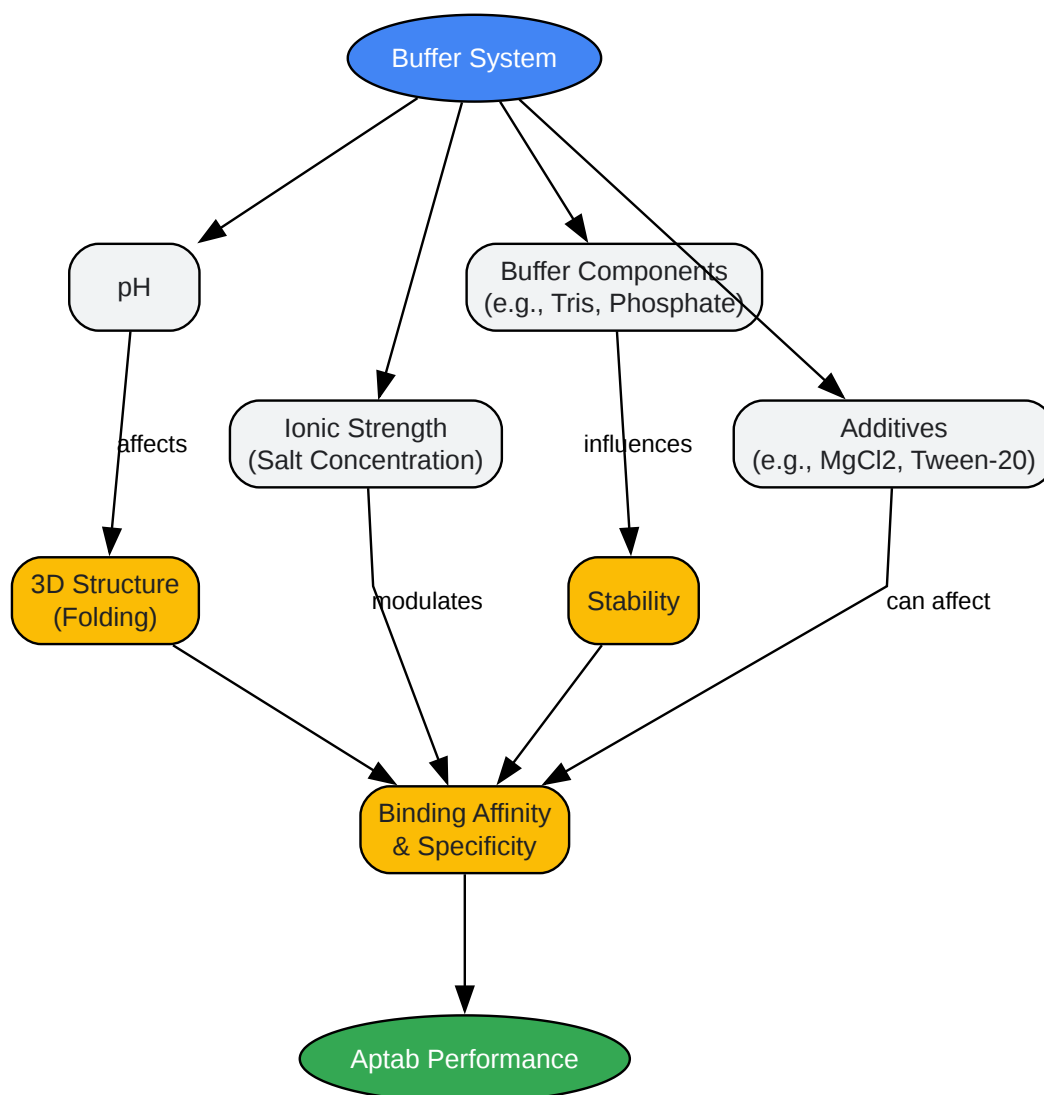 Buffer System
pH
Buffer Components
(e.g., Tris, Phosphate)
Ionic Strength
(Salt Concentration)
Additives
(e.g., MgCl2, Tween-20)
affects
influences
3D Structure
(Folding)
modulates
Stability
can affect
Binding Affinity
& Specificity
Aptab Performance